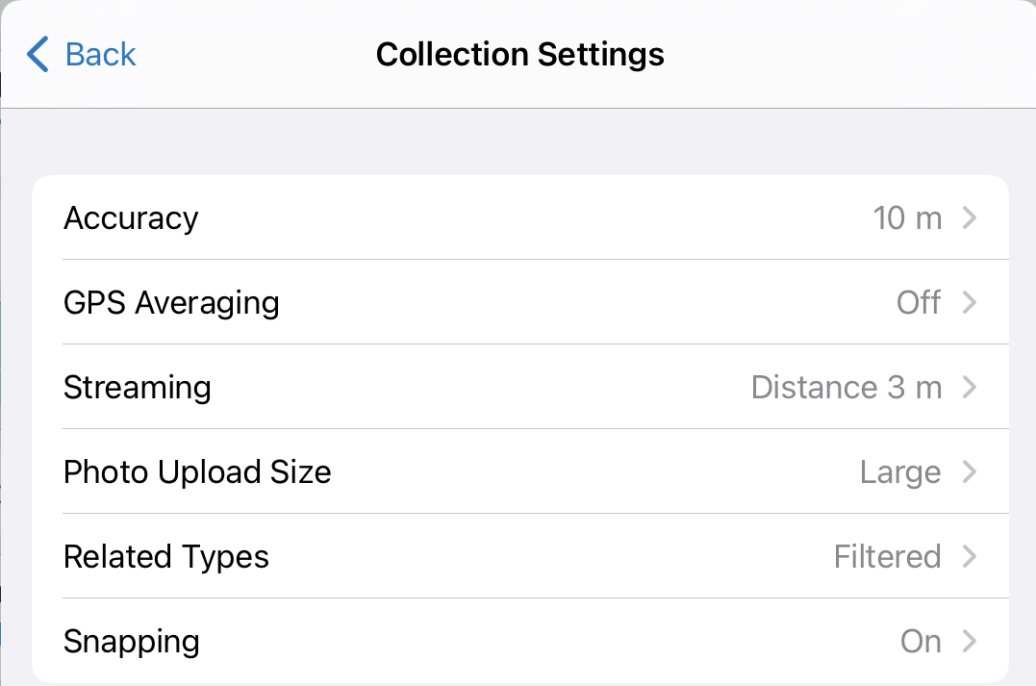 Back
Collection Settings
Accuracy 10 m
GPS Averaging Off
Streaming Distance 3 m
Photo Upload Size Large
Related Types Filtered
Snapping On